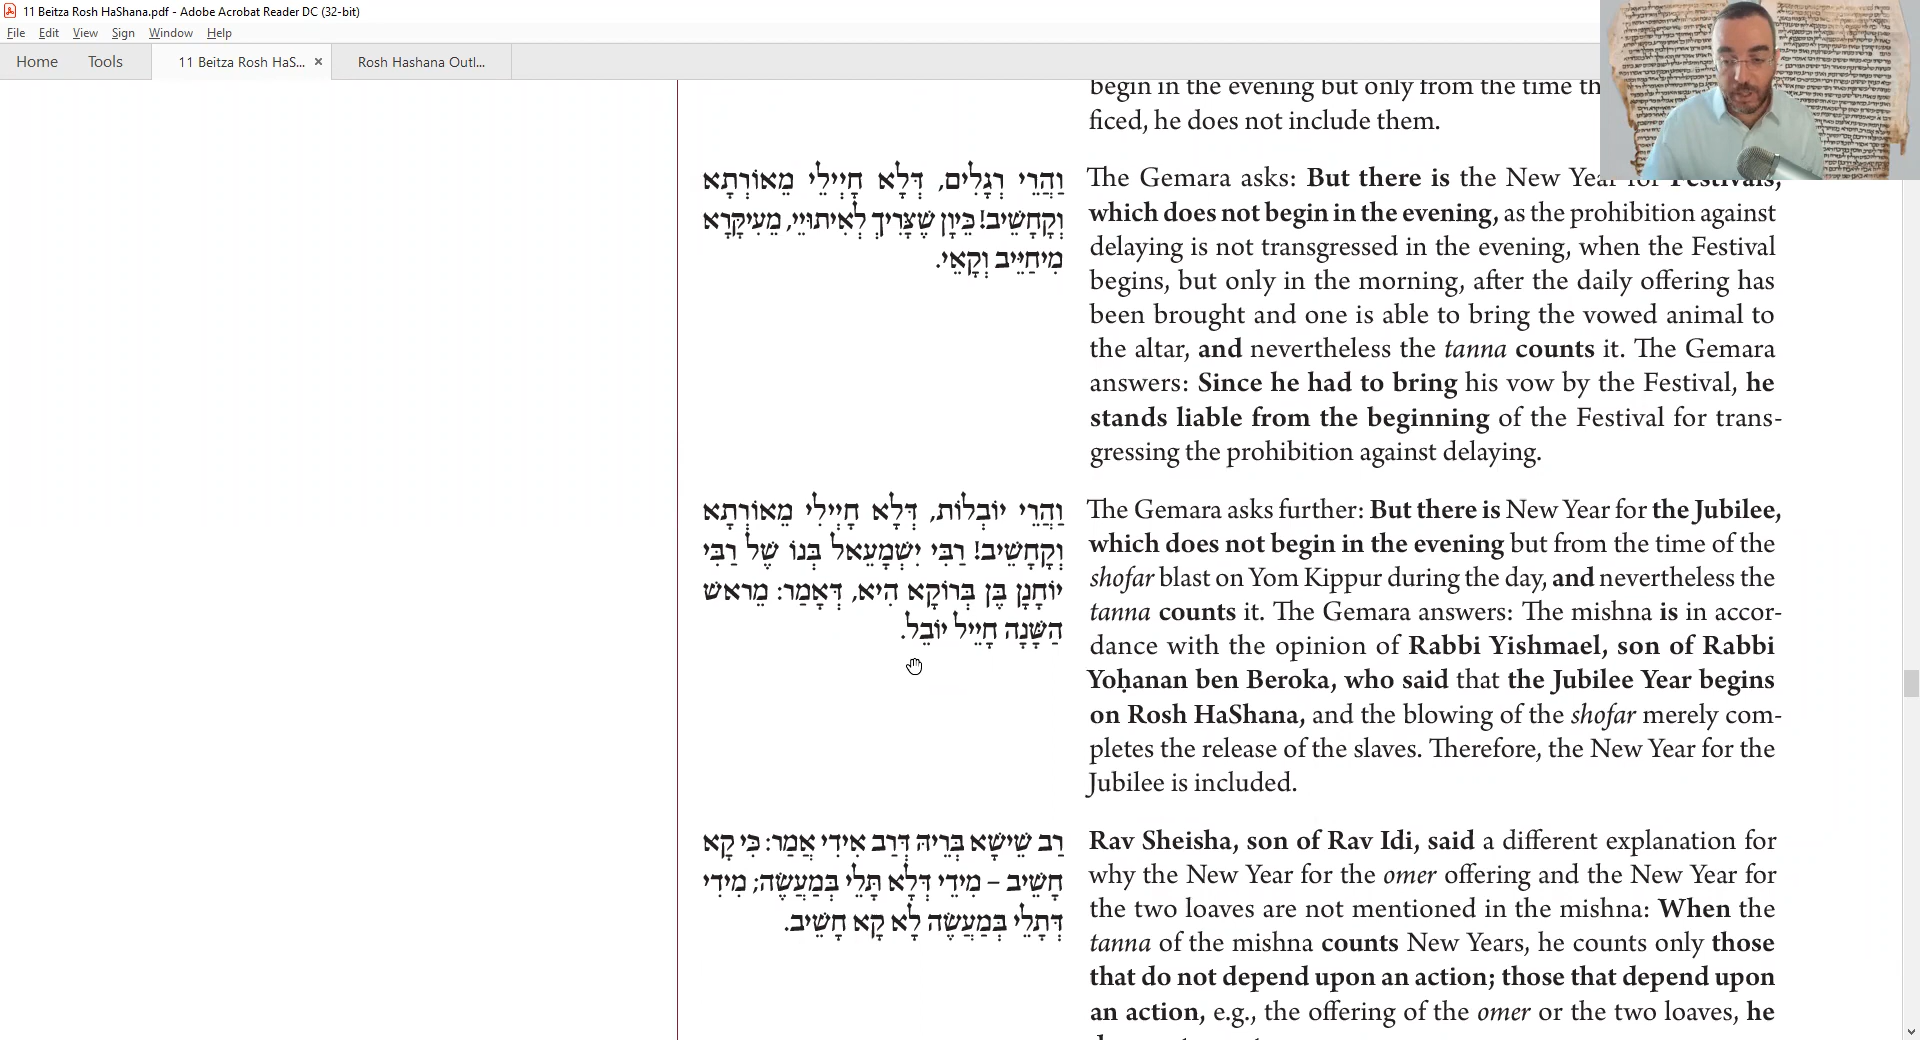 11 Beitza Rosh HaShana.pdf - Adobe Acrobat Reader DC (32-bit)
File Edit View Sign Window Help
Home Tools 11 Beitza Rosh HaS... × Rosh Hashana Outl...
begin in the evening but only from the time
ficed, he does not include them.
וַהֲרֵי רְגָלִים, דְּלָא חָיְילִי מֵאוֹרְתָּא
וְקָחָשֵׁיב! כֵּיוָן שֶׁצָּרִיךְ לְאִיתוּיֵי, מֵעִיקָּרָא
מִיחַיֵּיב וְקָאֵי.
The Gemara asks: But there is the New Year for Festivals,
which does not begin in the evening, as the prohibition against
delaying is not transgressed in the evening, when the Festival
begins, but only in the morning, after the daily offering has
been brought and one is able to bring the vowed animal to
the altar, and nevertheless the tanna counts it. The Gemara
answers: Since he had to bring his vow by the Festival, he
stands liable from the beginning of the Festival for trans-
gressing the prohibition against delaying.
וַהֲרֵי יוֹבְלוֹת, דְּלָא חָיְילִי מֵאוֹרְתָּא
וְקָחָשֵׁיב! רַבִּי יִשְׁמָעֵאל בְּנוֹ שֶׁל רַבִּי
יוֹחָנָן בֶּן בְּרוֹקָא הִיא, דְּאָמַר: מֵרֹאשׁ
הַשָּׁנָה חָיֵיל יוֹבֵל.
The Gemara asks further: But there is New Year for the Jubilee,
which does not begin in the evening but from the time of the
shofar blast on Yom Kippur during the day, and nevertheless the
tanna counts it. The Gemara answers: The mishna is in accor-
dance with the opinion of Rabbi Yishmael, son of Rabbi
Yoḥanan ben Beroka, who said that the Jubilee Year begins
on Rosh HaShana, and the blowing of the shofar merely com-
pletes the release of the slaves. Therefore, the New Year for the
Jubilee is included.
רַב שֵׁישָׁא בְּרֵיהּ דְּרַב אִידִי אָמַר: כִּי קָא
חָשֵׁיב – מִידֵי דְּלָא תָּלֵי בְּמַעֲשֶׂה; מִידֵי
דְּתָלֵי בְּמַעֲשֶׂה לָא קָא חָשֵׁיב.
Rav Sheisha, son of Rav Idi, said a different explanation for
why the New Year for the omer offering and the New Year for
the two loaves are not mentioned in the mishna: When the
tanna of the mishna counts New Years, he counts only those
that do not depend upon an action; those that depend upon
an action, e.g., the offering of the omer or the two loaves, he